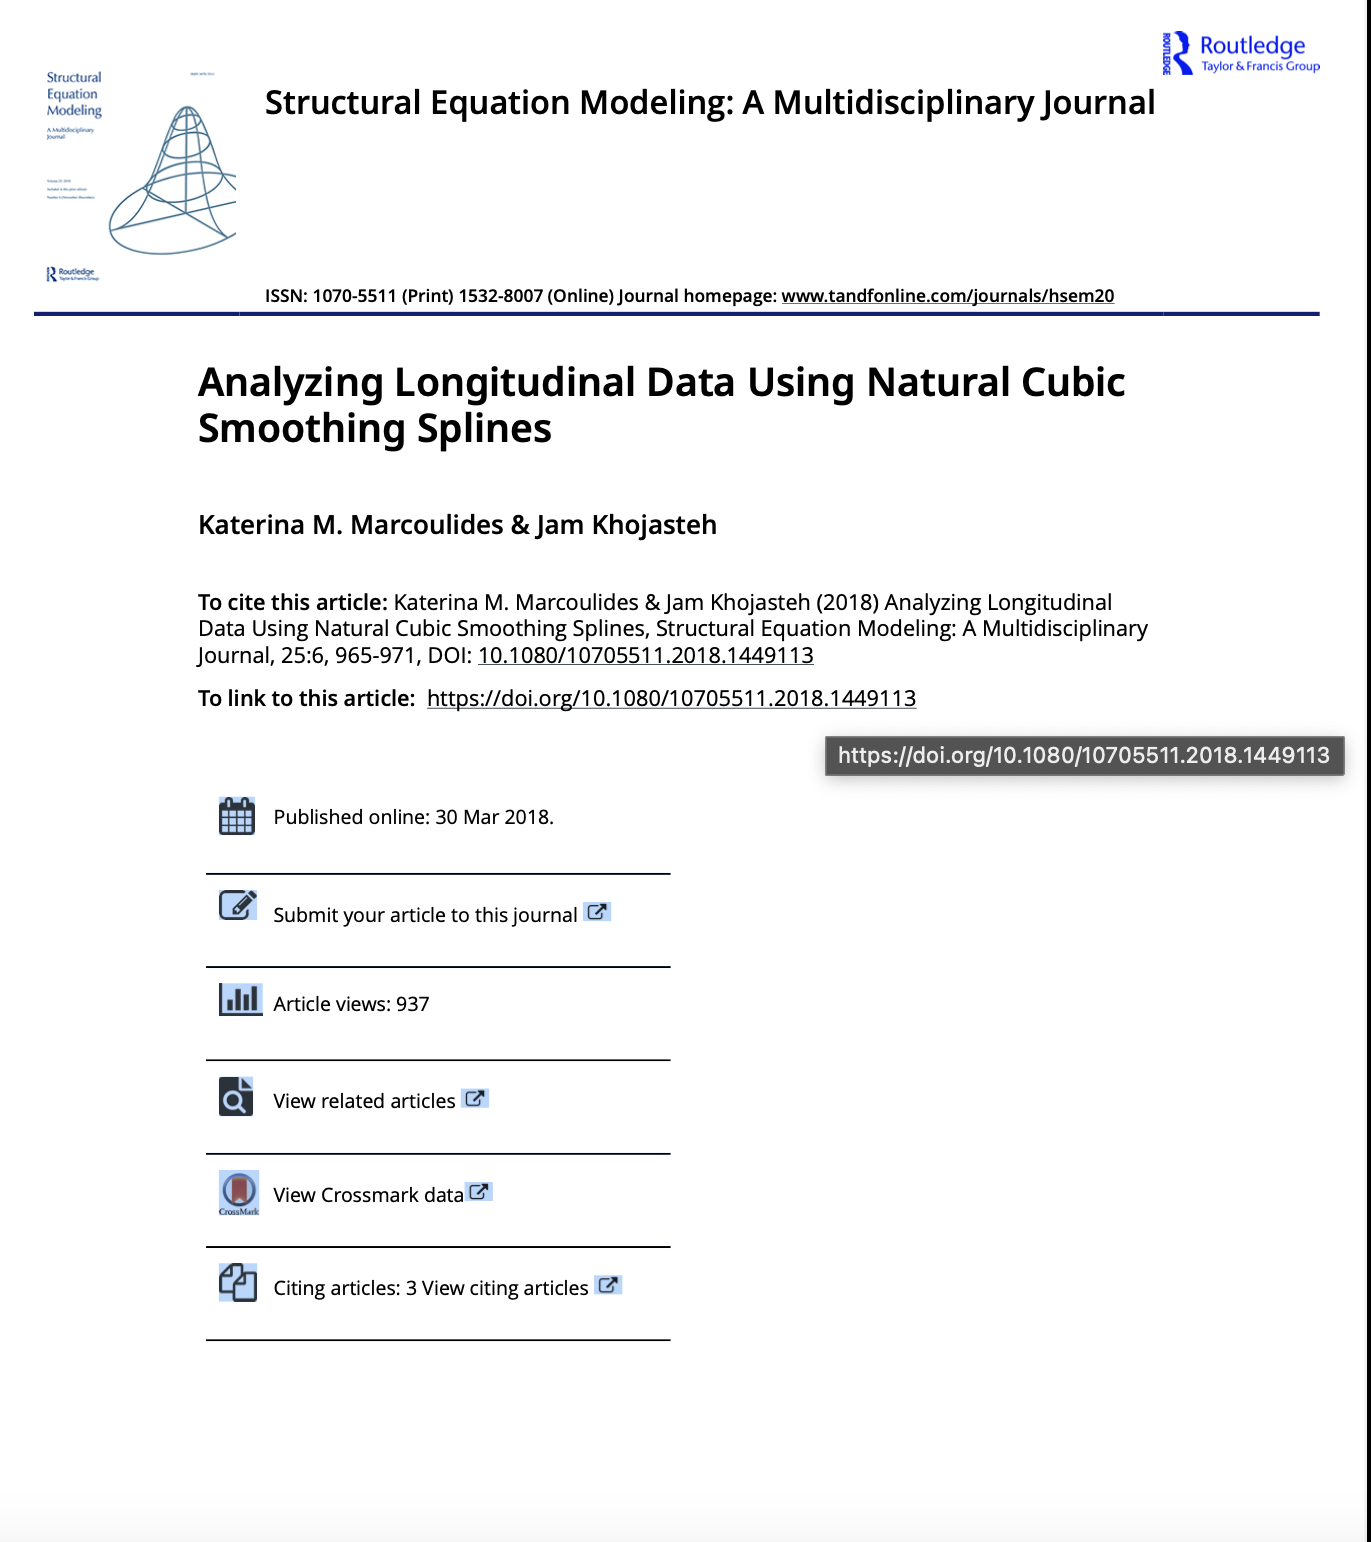 ROUTLEDGE
Routledge
Taylor & Francis Group
Structural
Equation
Modeling
A Multidisciplinary
Journal
Routledge
Taylor & Francis Group
Structural Equation Modeling: A Multidisciplinary Journal
ISSN: 1070-5511 (Print) 1532-8007 (Online) Journal homepage: www.tandfonline.com/journals/hsem20
Analyzing Longitudinal Data Using Natural Cubic
Smoothing Splines
Katerina M. Marcoulides & Jam Khojasteh
To cite this article: Katerina M. Marcoulides & Jam Khojasteh (2018) Analyzing Longitudinal
Data Using Natural Cubic Smoothing Splines, Structural Equation Modeling: A Multidisciplinary
Journal, 25:6, 965-971, DOI: 10.1080/10705511.2018.1449113
To link to this article: https://doi.org/10.1080/10705511.2018.1449113
https://doi.org/10.1080/10705511.2018.1449113
Published online: 30 Mar 2018.
Submit your article to this journal
Article views: 937
View related articles
View Crossmark data
CrossMark
Citing articles: 3 View citing articles